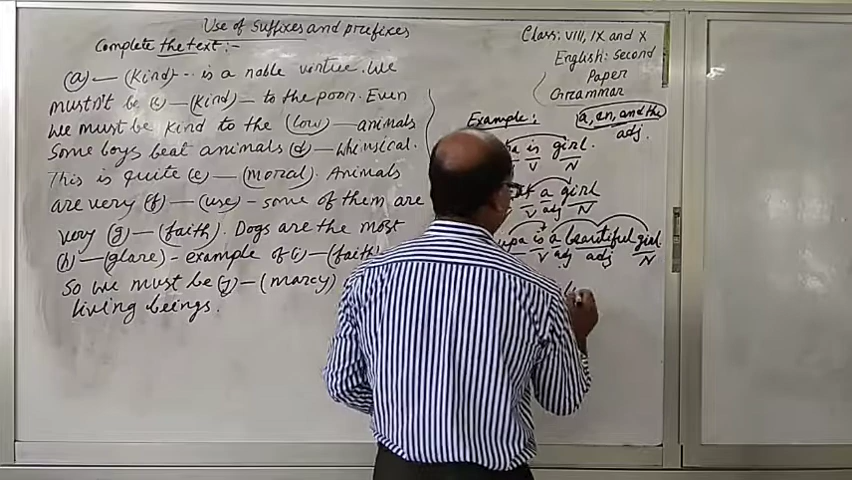 Use of Suffixes and prefixes
Complete the text:-
(a) — (Kind) -- is a noble virtue. We
mustn't be (c) — (Kind) — to the poor. Even
We must be kind to the (low) — animals
Some boys beat animals (d) — whimsical.
This is quite (e) — (moral). Animals
are very (f) — (use) - some of them are
very (g) — (faith). Dogs are the most
(h) — (glare) - example of (i) — (faith)
So we must be (j) — (marcy)
living beings.
Class: VIII, IX and X
English: Second
Paper
Grammar
Example:
a, an, and the
adj.
is girl.
V N
a girl
V adj N
upa is a beautiful girl
V adj adj N